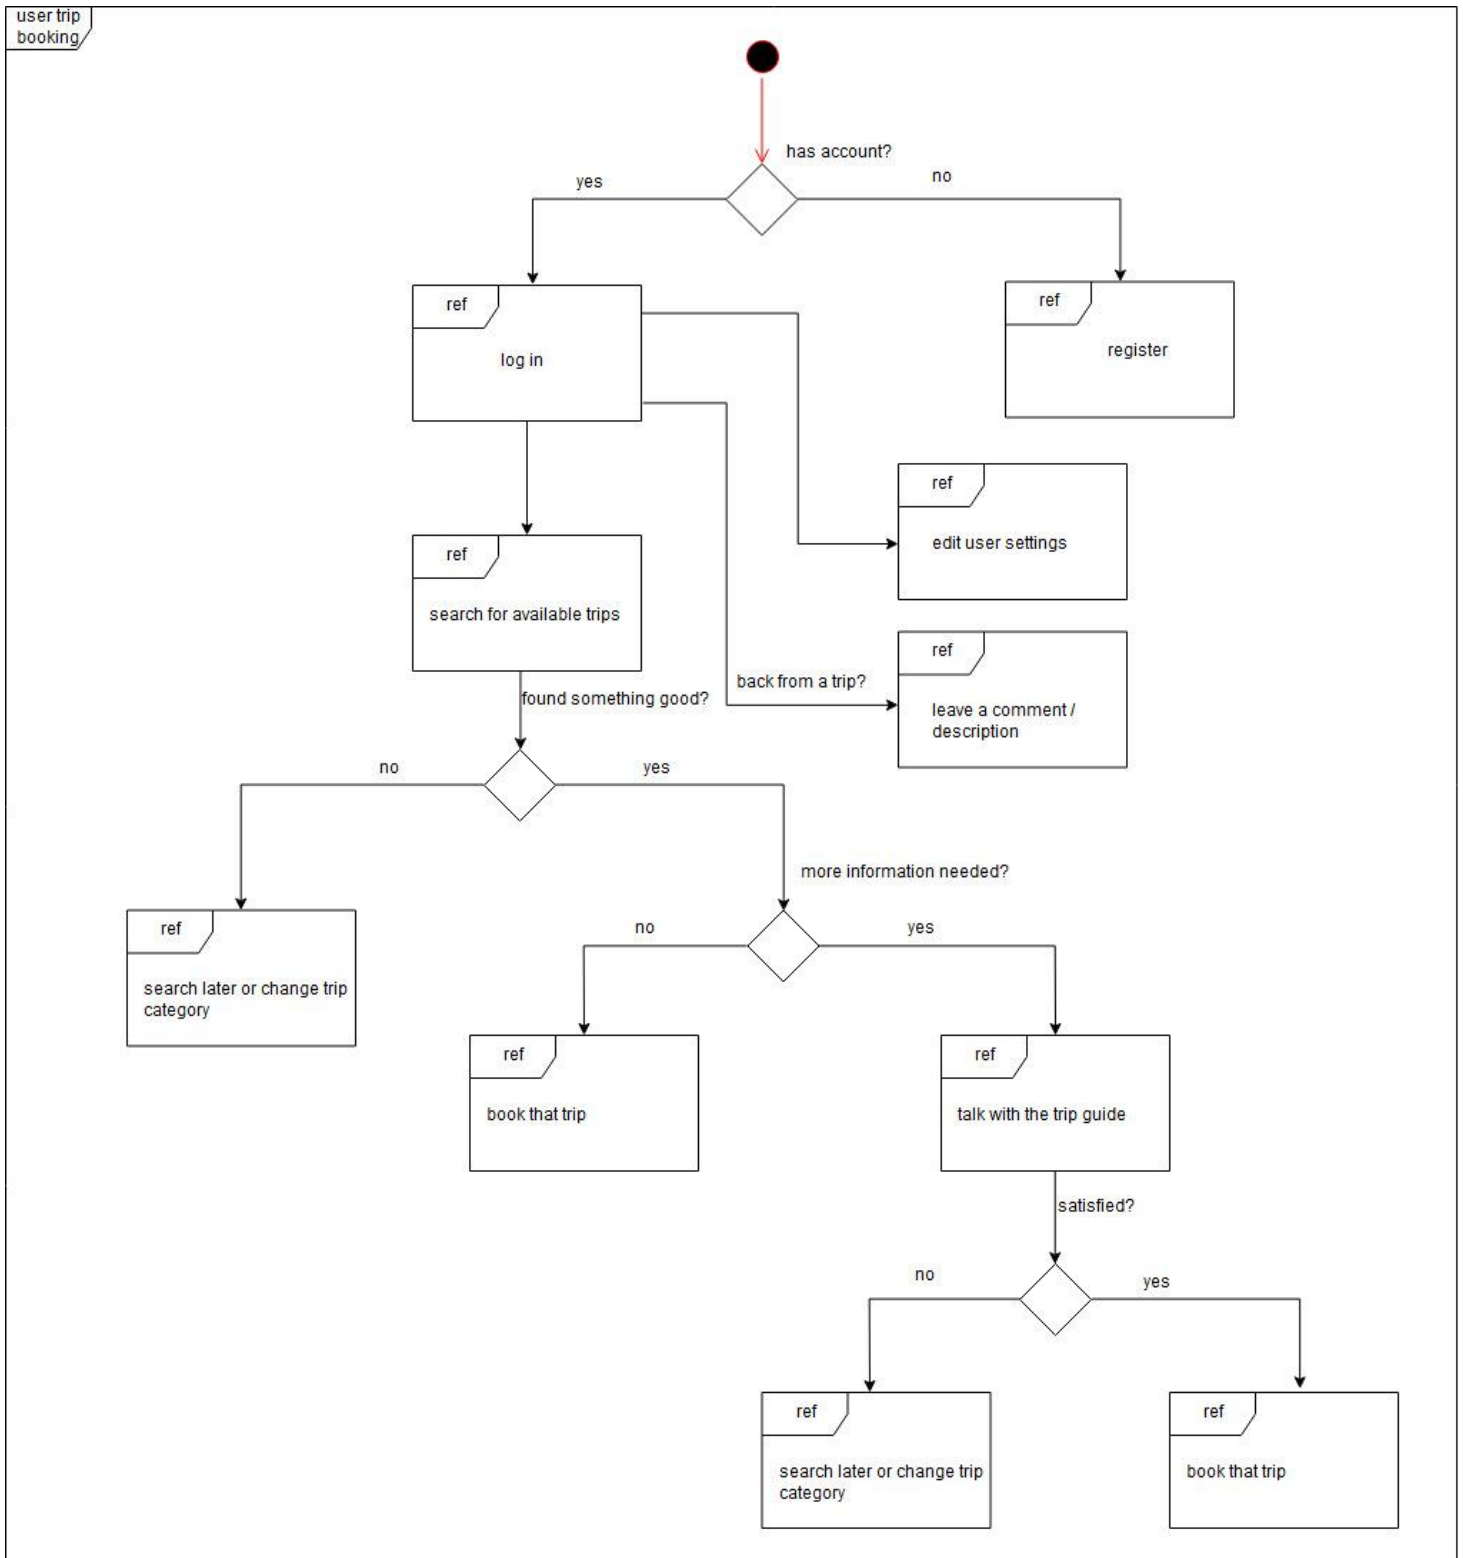 user trip
booking
has account?
yes
no
ref
log in
ref
register
ref
edit user settings
ref
search for available trips
ref
leave a comment /
description
back from a trip?
found something good?
no
yes
more information needed?
ref
search later or change trip
category
no
yes
ref
book that trip
ref
talk with the trip guide
satisfied?
no
yes
ref
search later or change trip
category
ref
book that trip